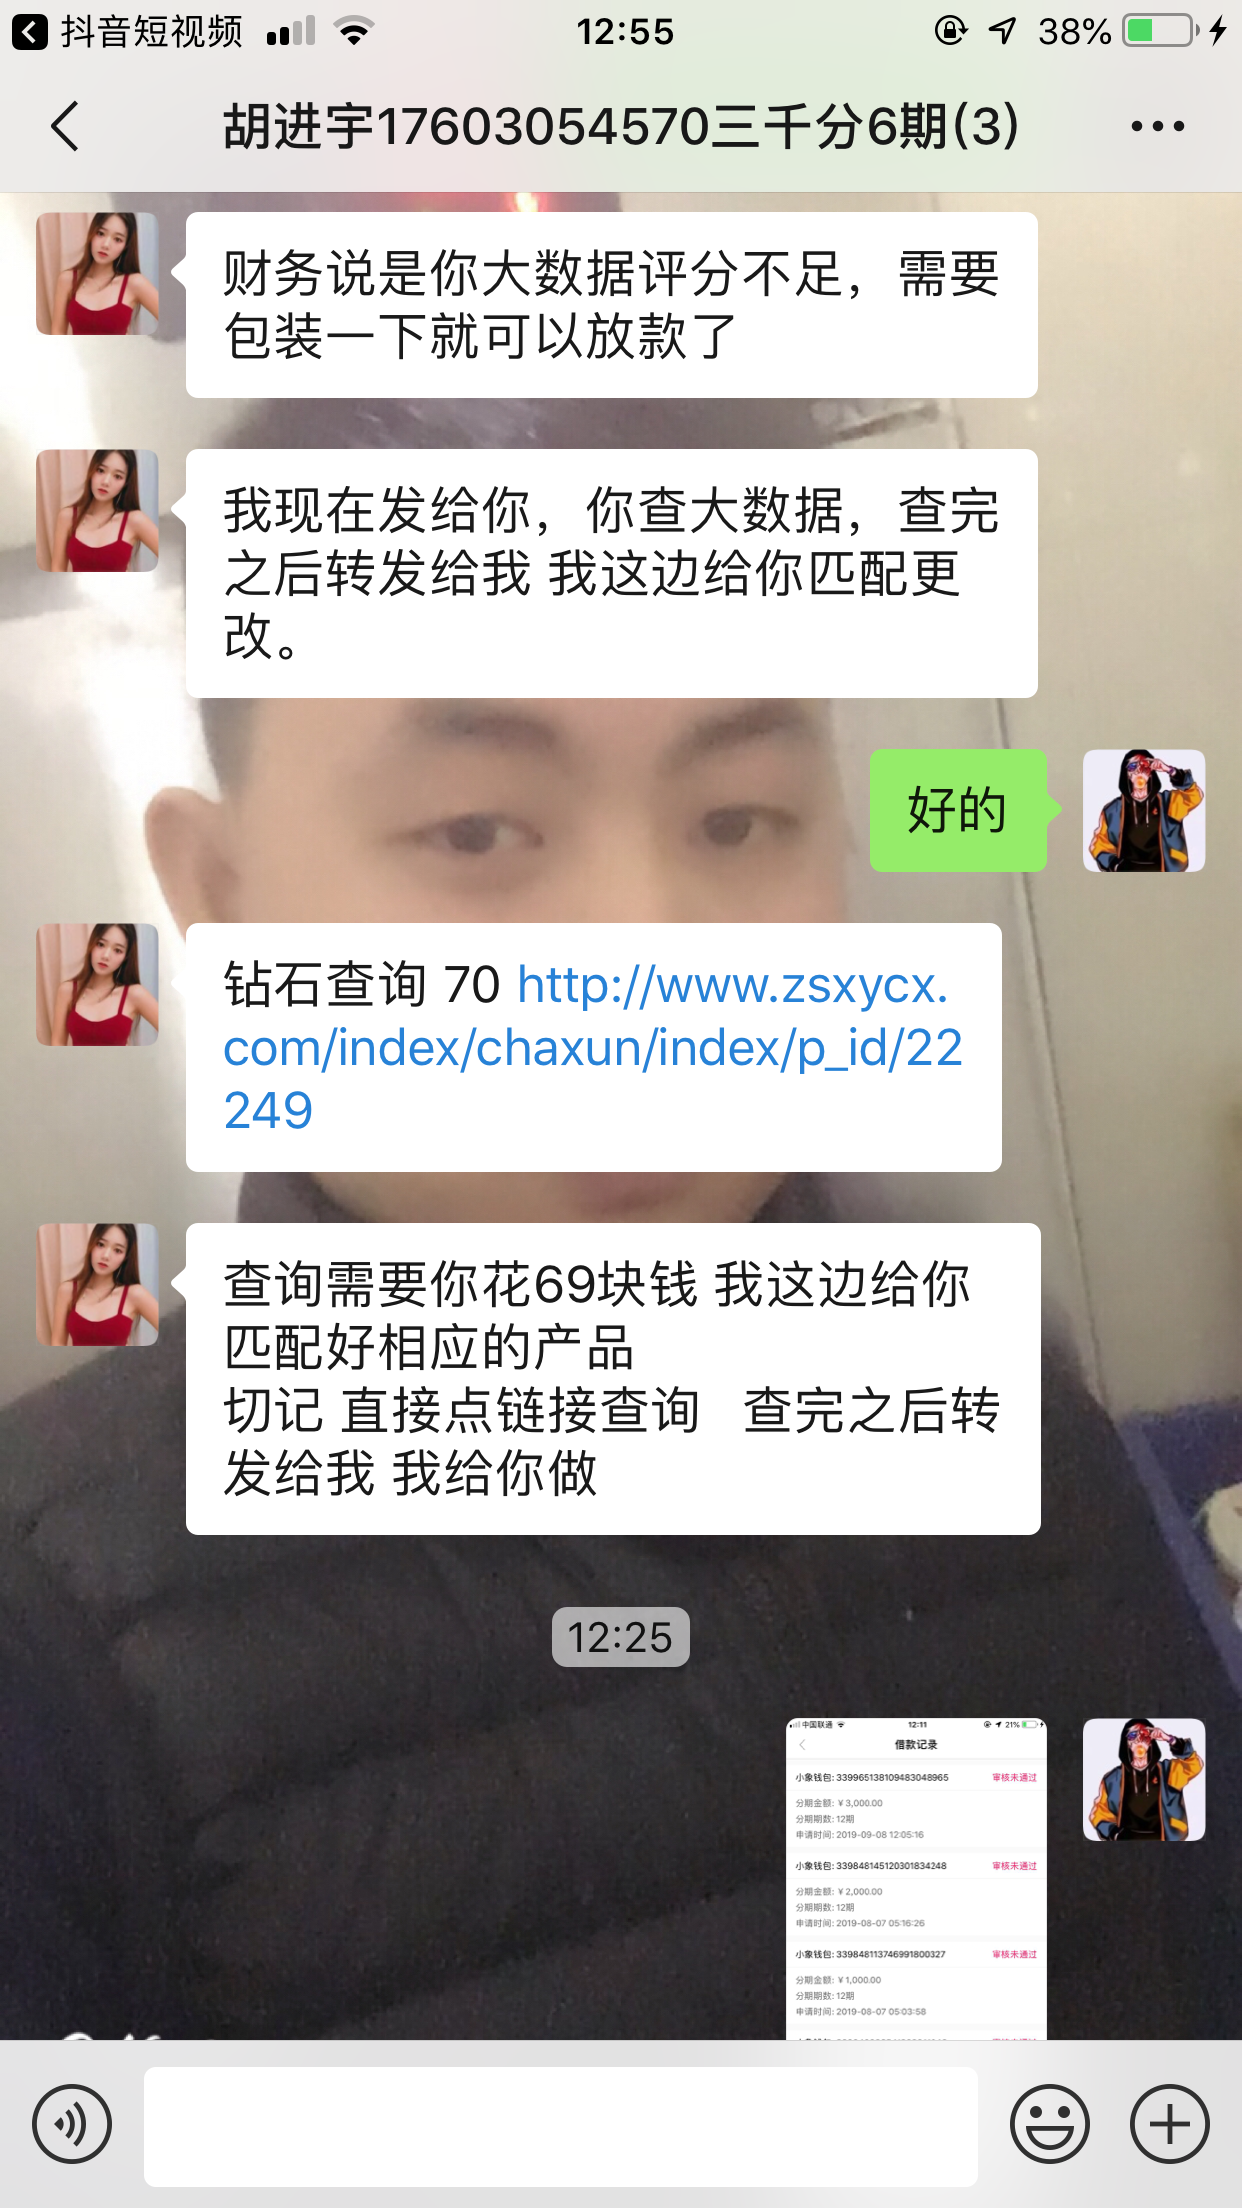 抖音短视频
12:55
38%
胡进宇17603054570三千分6期(3)
财务说是你大数据评分不足，需要
包装一下就可以放款了
我现在发给你，你查大数据，查完
之后转发给我 我这边给你匹配更
改。
好的
钻石查询 70 http://www.zsxycx.
com/index/chaxun/index/p_id/22
249
查询需要你花69块钱 我这边给你
匹配好相应的产品
切记 直接点链接查询 查完之后转
发给我 我给你做
12:25
中国联通 12:11 21%
借款记录
小象钱包: 339965138109483048965 审核未通过
分期金额: ￥3,000.00
分期期数: 12期
申请时间: 2019-09-08 12:05:16
小象钱包: 339848145120301834248 审核未通过
分期金额: ￥2,000.00
分期期数: 12期
申请时间: 2019-08-07 05:16:26
小象钱包: 339848113746991800327 审核未通过
分期金额: ￥1,000.00
分期期数: 12期
申请时间: 2019-08-07 05:03:58